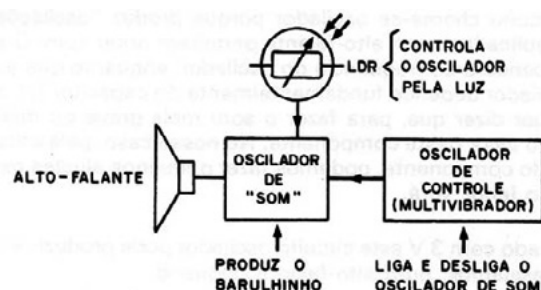 LDR
CONTROLA
O OSCILADOR
PELA LUZ
ALTO-FALANTE
OSCILADOR
DE
"SOM"
OSCILADOR
DE
CONTROLE
(MULTIVIBRADOR)
PRODUZ O
BARULHINHO
LIGA E DESLIGA O
OSCILADOR DE SOM